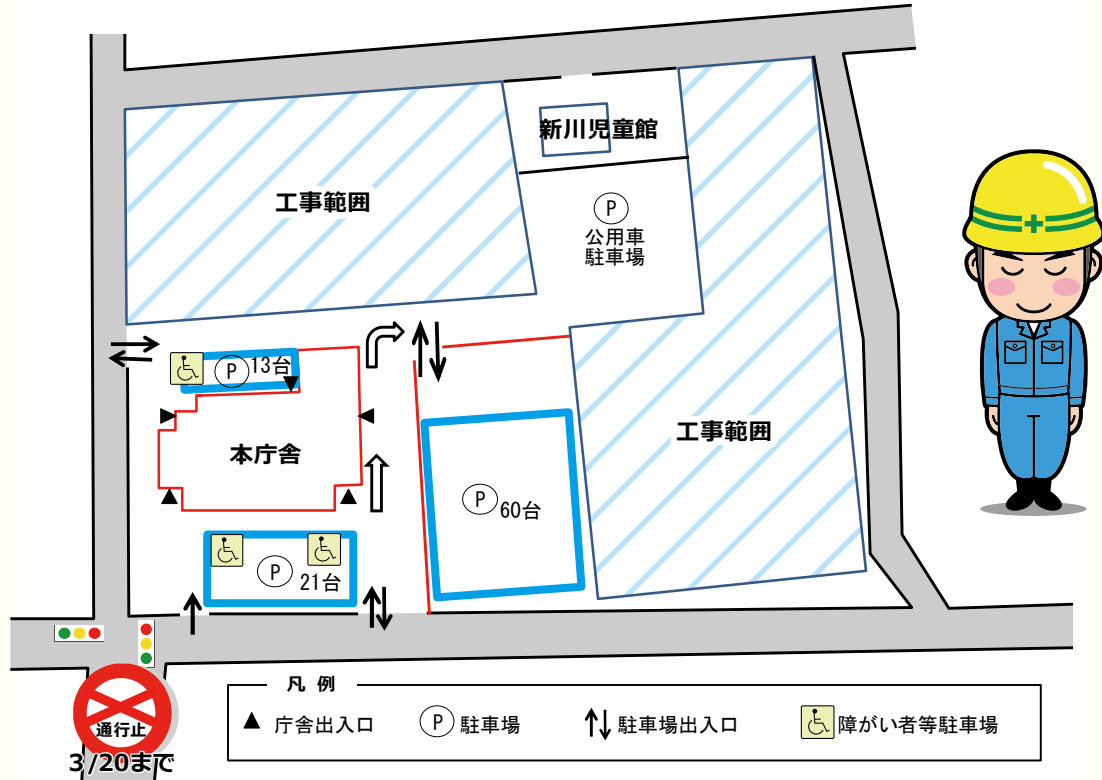 新川児童館
工事範囲
P
公用車
駐車場
P 13台
本庁舎
工事範囲
P 60台
P 21台
通行止
3/20まで
凡 例
▲ 庁舎出入口
P 駐車場
駐車場出入口
障がい者等駐車場